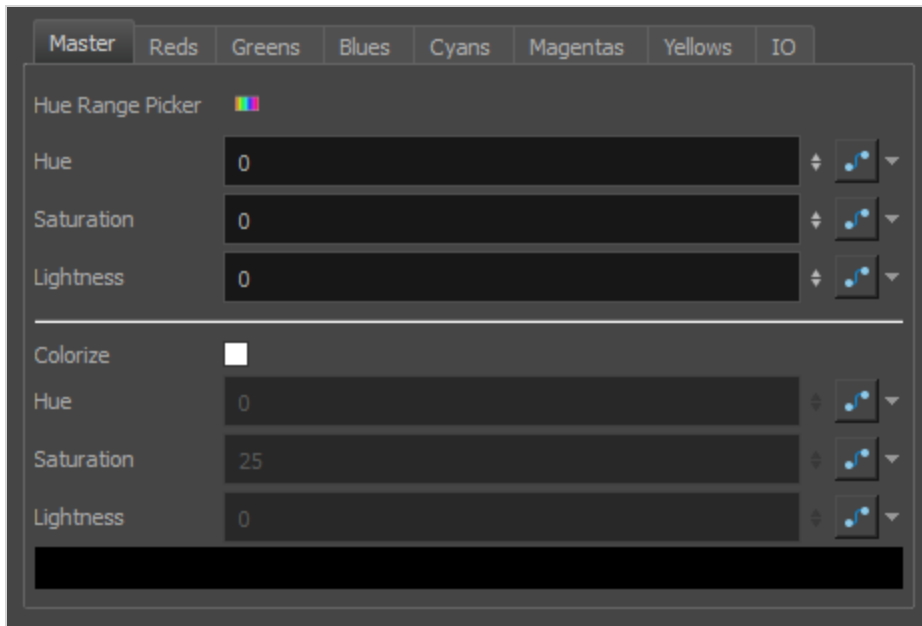 Master Reds Greens Blues Cyans Magentas Yellows IO
Hue Range Picker
Hue 0
Saturation 0
Lightness 0
Colorize
Hue 0
Saturation 25
Lightness 0